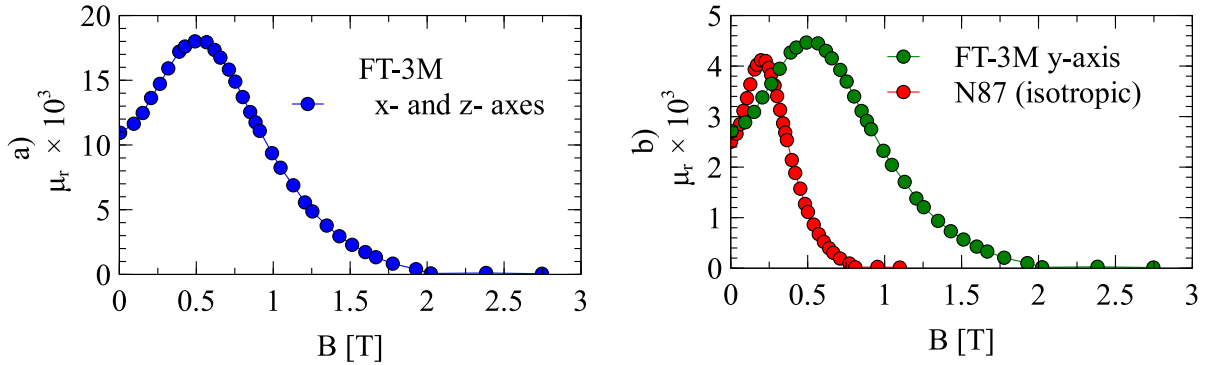 20
15
10
5
0
a)
μr × 10³
FT-3M
x- and z- axes
0 0.5 1 1.5 2 2.5 3
B [T]
5
4
3
2
1
0
b)
μr × 10³
FT-3M y-axis
N87 (isotropic)
0 0.5 1 1.5 2 2.5 3
B [T]